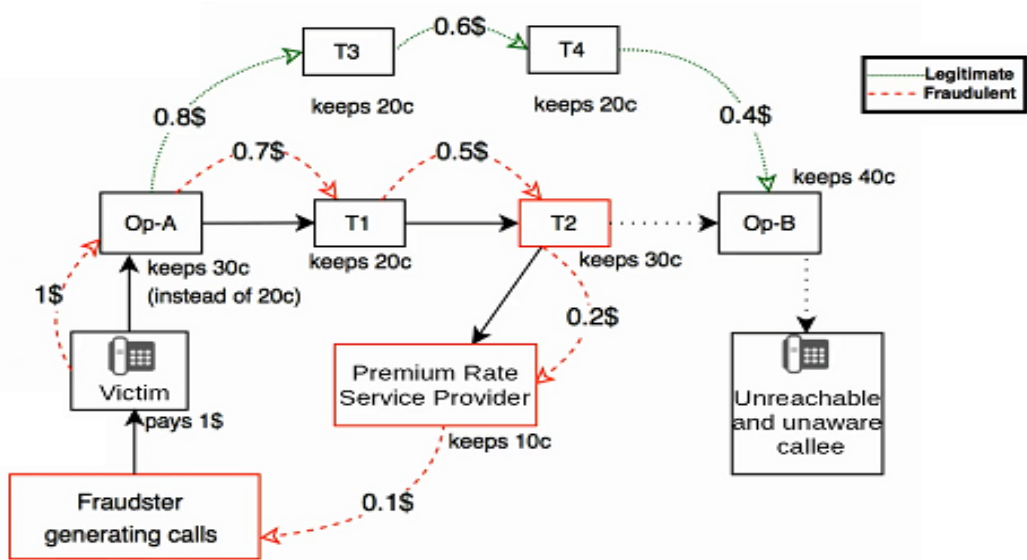 0.6$
T3
T4
Legitimate
Fraudulent
keeps 20c
keeps 20c
0.8$
0.4$
0.7$
0.5$
keeps 40c
Op-A
T1
T2
Op-B
keeps 20c
keeps 30c
keeps 30c
(instead of 20c)
1$
0.2$
Victim
Premium Rate
Service Provider
Unreachable
and unaware
callee
pays 1$
keeps 10c
0.1$
Fraudster
generating calls